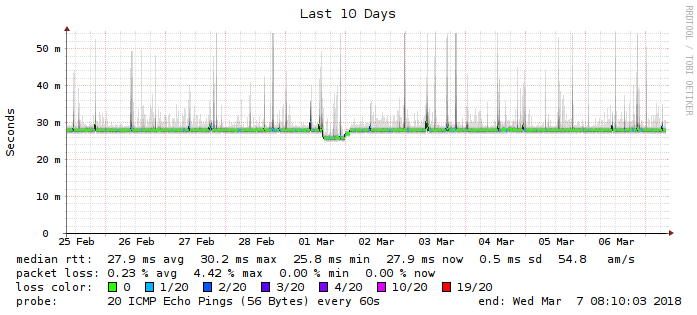 Last 10 Days
RRDTOOL / TOBI OETIKER
Seconds
50 m
40 m
30 m
20 m
10 m
0
25 Feb 26 Feb 27 Feb 28 Feb 01 Mar 02 Mar 03 Mar 04 Mar 05 Mar 06 Mar
median rtt: 27.9 ms avg 30.2 ms max 25.8 ms min 27.9 ms now 0.5 ms sd 54.8 am/s
packet loss: 0.23 % avg 4.42 % max 0.00 % min 0.00 % now
loss color: 0 1/20 2/20 3/20 4/20 10/20 19/20
probe: 20 ICMP Echo Pings (56 Bytes) every 60s end: Wed Mar 7 08:10:03 2018